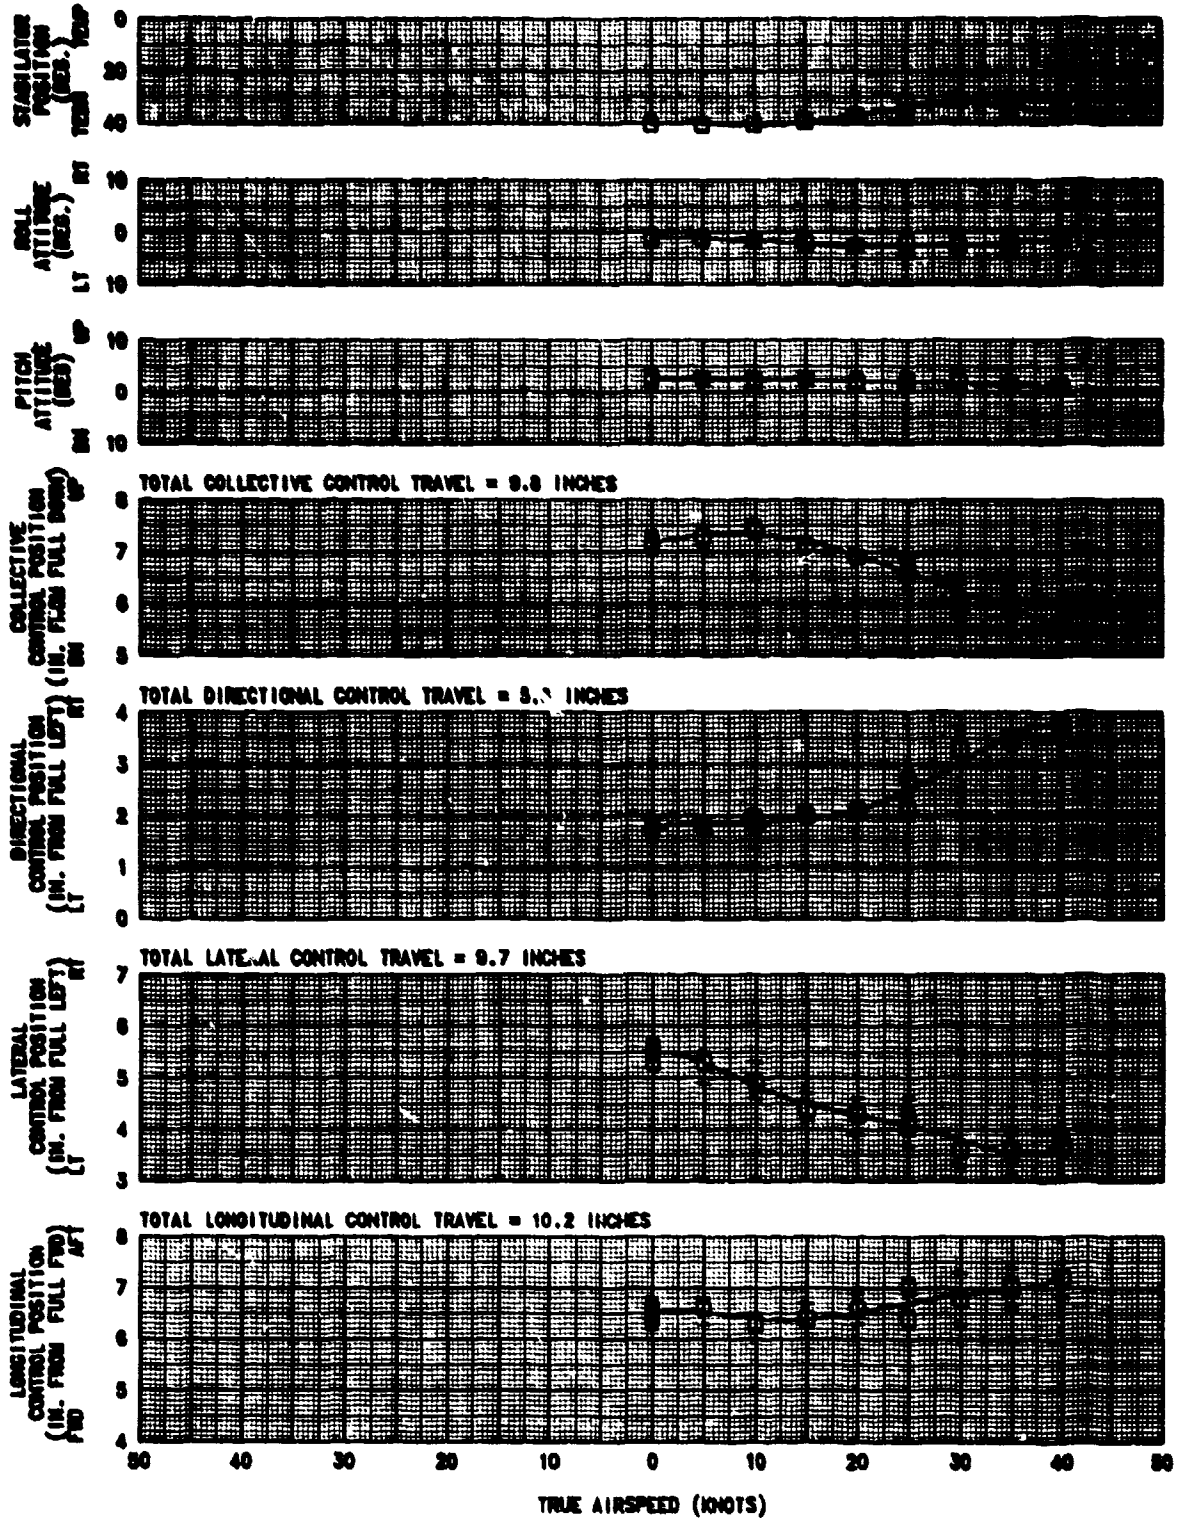 STABILATOR
POSITION
(DEG.)
TEDN TEUP
0
20
40
ROLL
ATTITUDE
(DEG.)
LT RT
10
0
10
PITCH
ATTITUDE
(DEG)
DN UP
10
0
10
COLLECTIVE
CONTROL POSITION
(IN. FROM FULL DOWN)
DN UP
TOTAL COLLECTIVE CONTROL TRAVEL = 9.8 INCHES
8
7
6
5
DIRECTIONAL
CONTROL POSITION
(IN. FROM FULL LEFT)
LT RT
TOTAL DIRECTIONAL CONTROL TRAVEL = INCHES
4
3
2
1
0
LATERAL
CONTROL POSITION
(IN. FROM FULL LEFT)
LT RT
TOTAL LATERAL CONTROL TRAVEL = 9.7 INCHES
7
6
5
4
3
LONGITUDINAL
CONTROL POSITION
(IN. FROM FULL FWD)
FWD AFT
TOTAL LONGITUDINAL CONTROL TRAVEL = 10.2 INCHES
8
7
6
5
4
50 40 30 20 10 0 10 20 30 40 50
TRUE AIRSPEED (KNOTS)